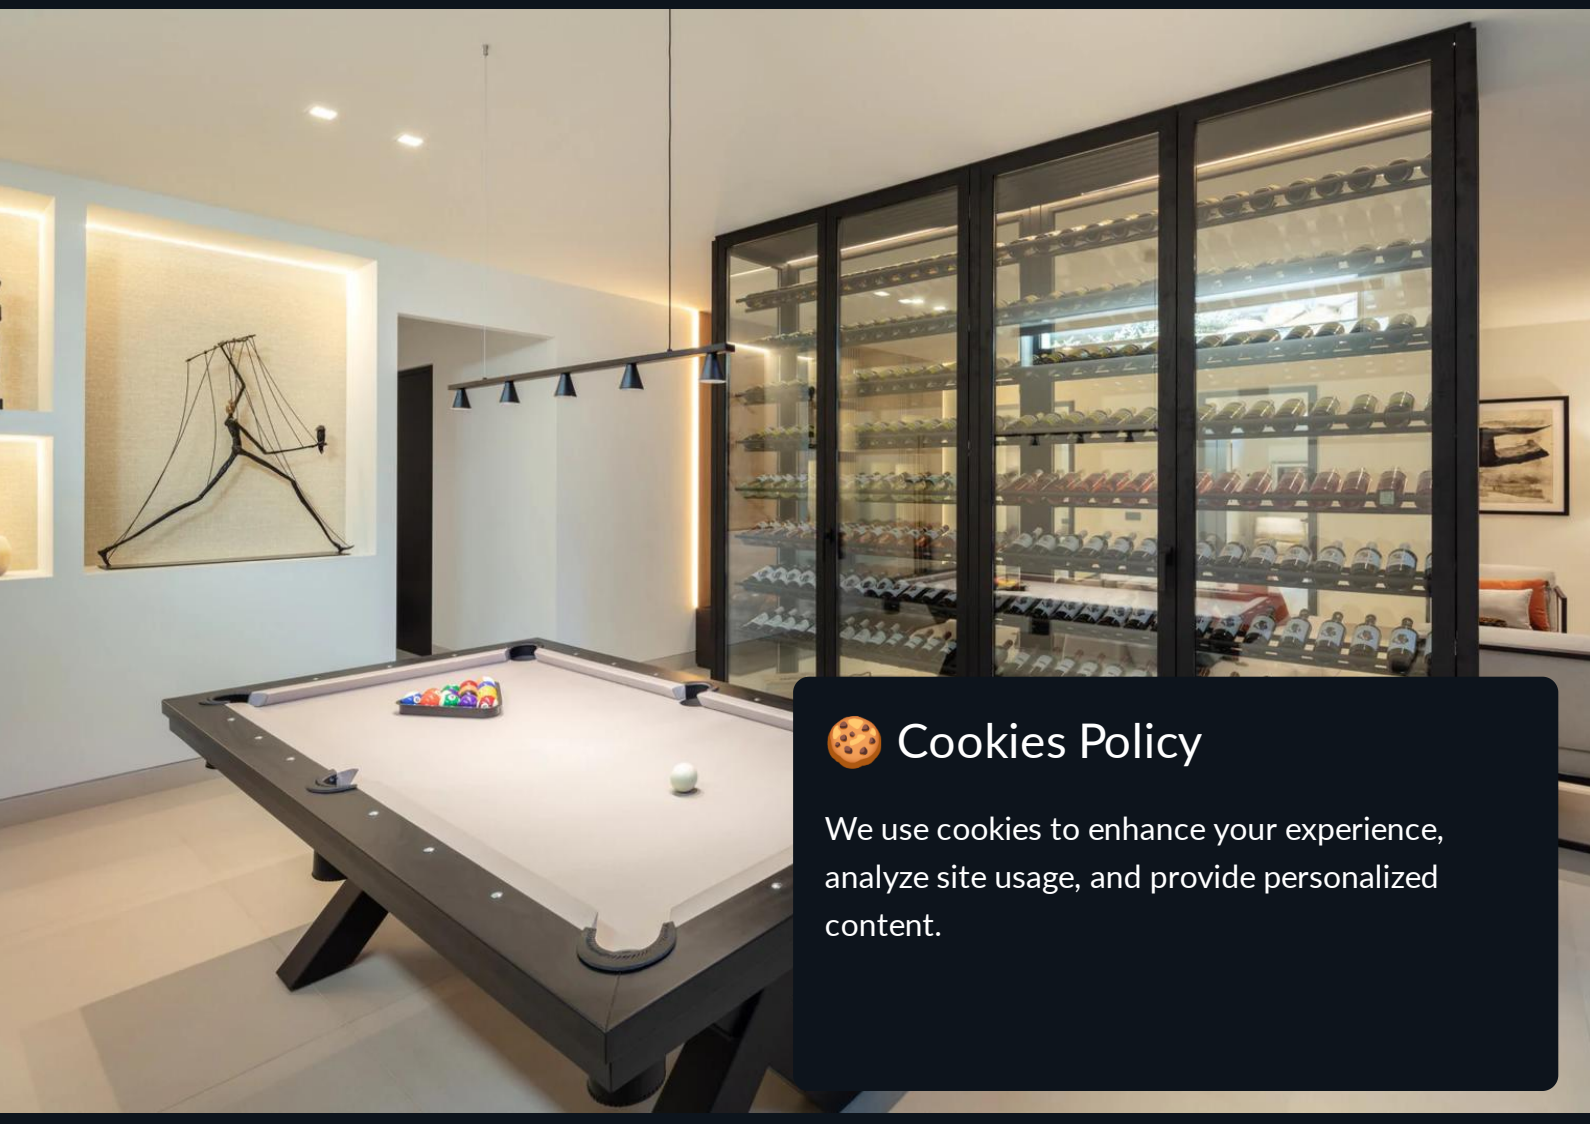 Cookies Policy
We use cookies to enhance your experience,
analyze site usage, and provide personalized
content.